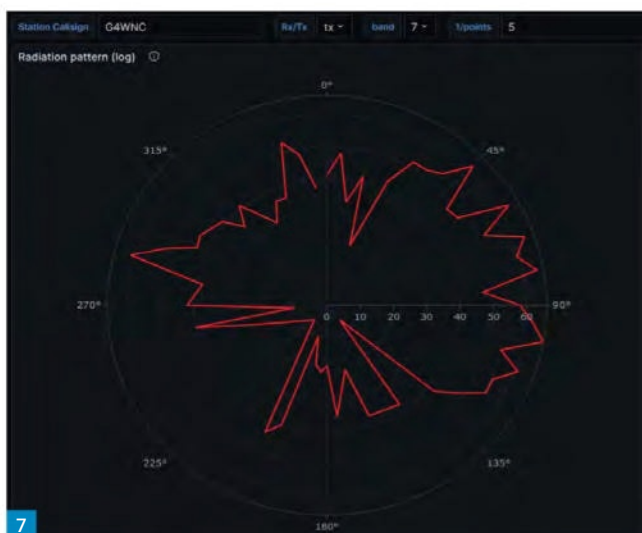 Station Callsign G4WNC Rx/Tx tx band 7 1/points 5
Radiation pattern (log)
0°
315° 45°
270° 0 10 20 30 40 50 60 90°
225° 135°
180°
7